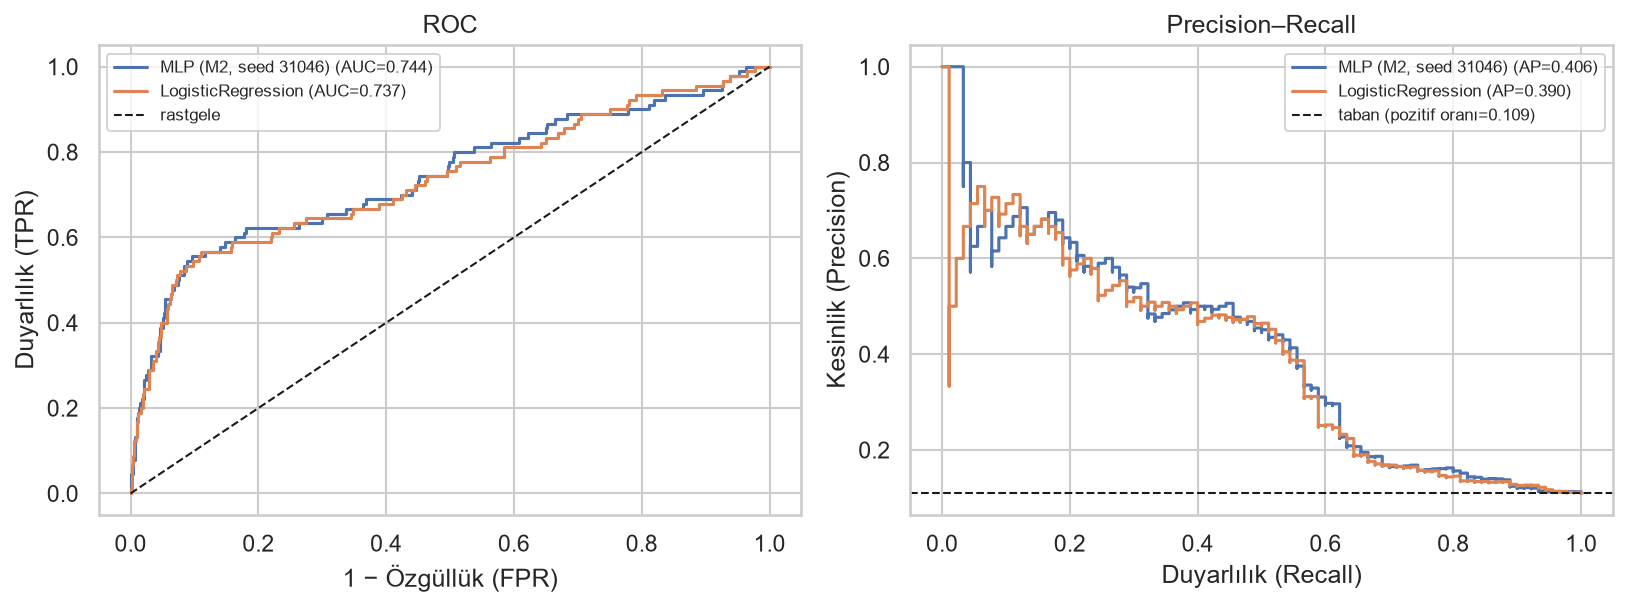 ROC
MLP (M2, seed 31046) (AUC=0.744)
LogisticRegression (AUC=0.737)
rastgele
1.0
0.8
0.6
0.4
0.2
0.0
Duyarlılık (TPR)
0.0 0.2 0.4 0.6 0.8 1.0
1 − Özgüllük (FPR)
Precision–Recall
MLP (M2, seed 31046) (AP=0.406)
LogisticRegression (AP=0.390)
taban (pozitif oranı=0.109)
1.0
0.8
0.6
0.4
0.2
Kesinlik (Precision)
0.0 0.2 0.4 0.6 0.8 1.0
Duyarlılık (Recall)